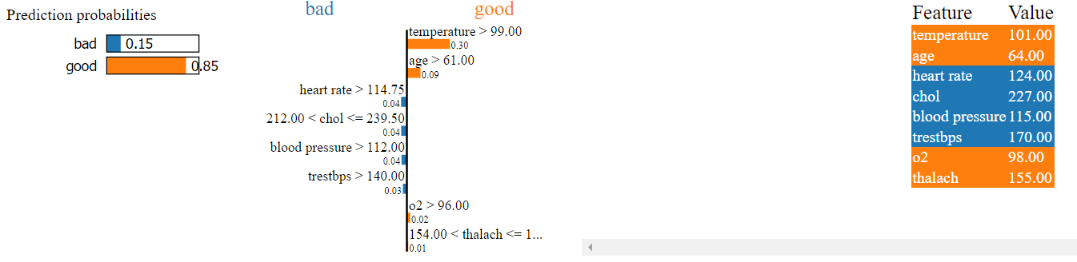 Prediction probabilities
bad 0.15
good 0.85
bad good
temperature > 99.00
0.30
age > 61.00
0.09
heart rate > 114.75
0.04
212.00 < chol <= 239.50
0.04
blood pressure > 112.00
0.04
trestbps > 140.00
0.03
o2 > 96.00
0.02
154.00 < thalach <= 1...
0.01
Feature Value
temperature 101.00
age 64.00
heart rate 124.00
chol 227.00
blood pressure 115.00
trestbps 170.00
o2 98.00
thalach 155.00